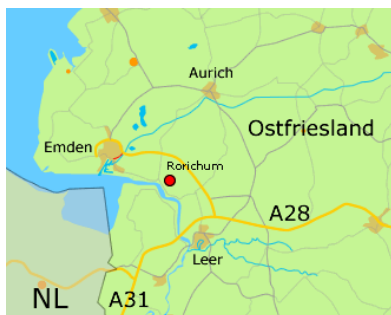 Aurich
Ostfriesland
Emden
Rorichum
A28
Leer
NL
A31